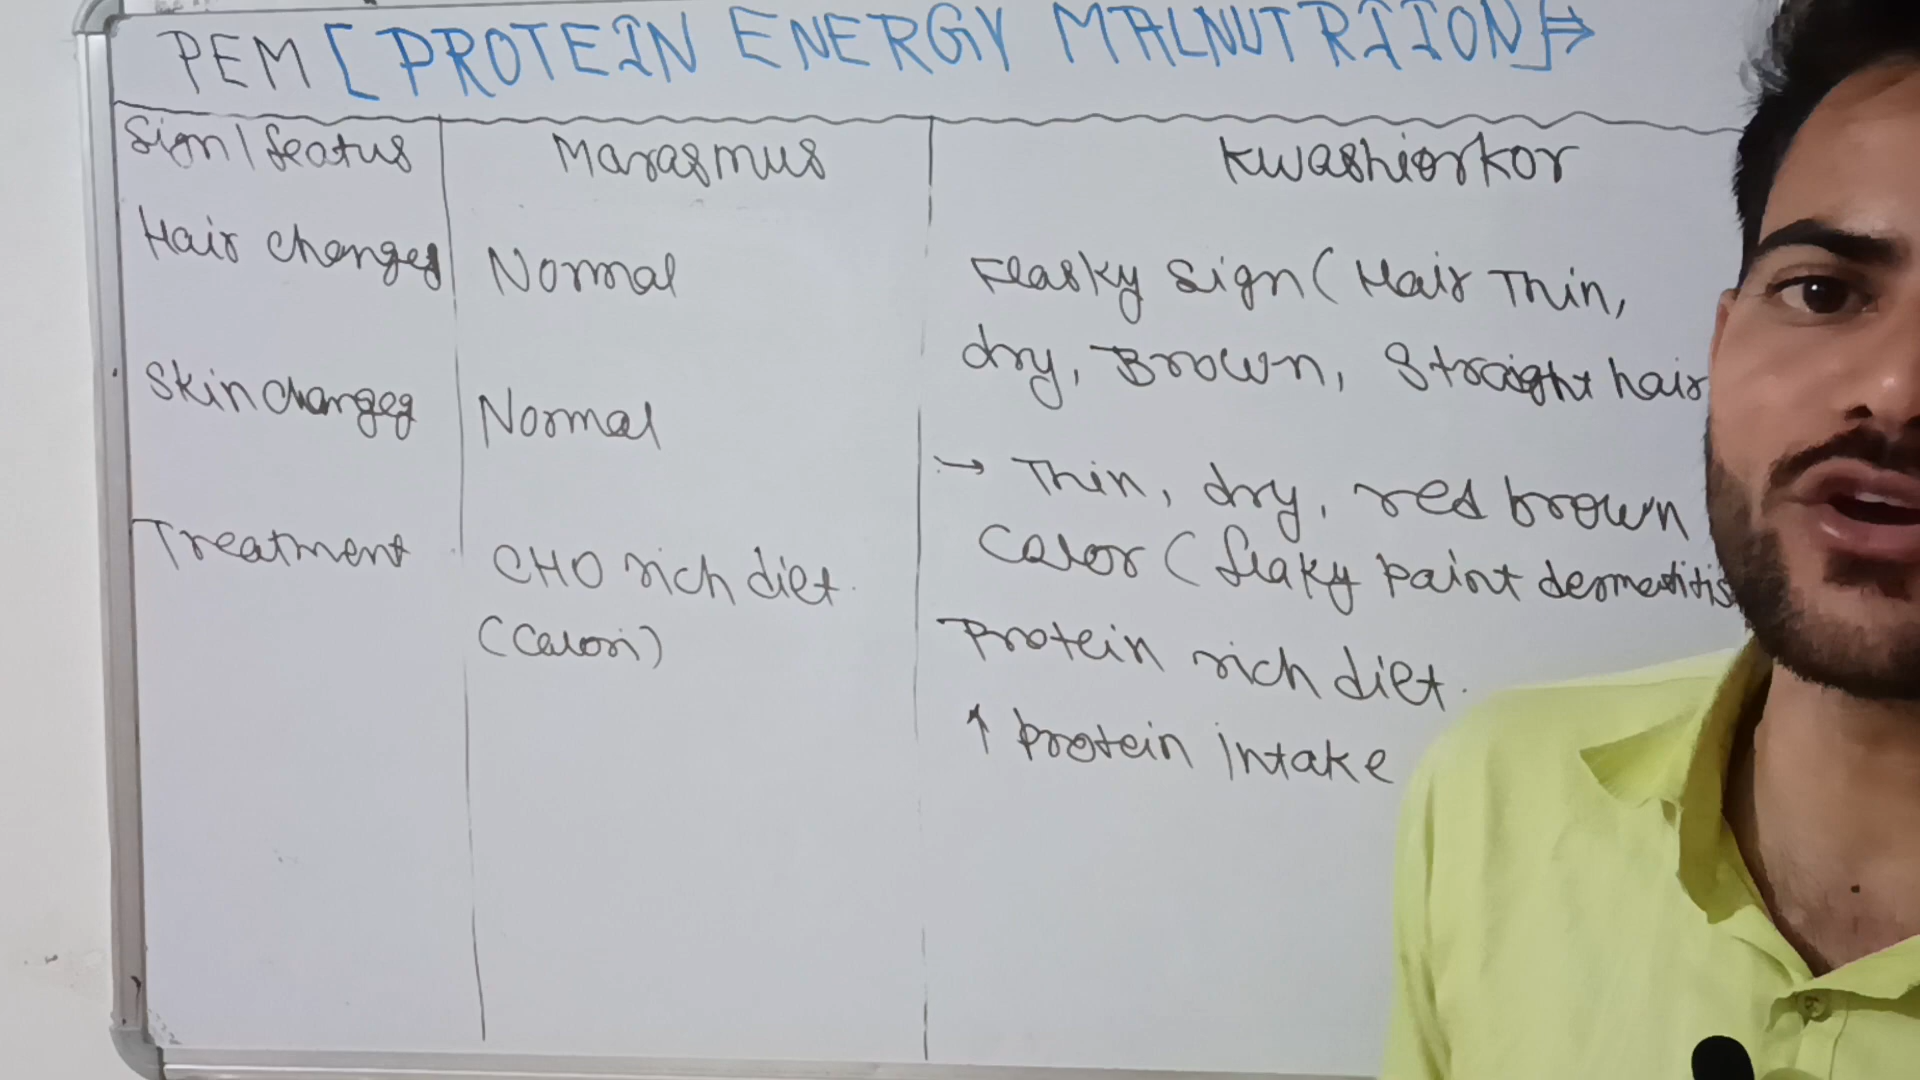 PEM [PROTEIN ENERGY MALNUTRITION] ⇒
Sign/featus Marasmus Kwashiorkor
Hair changes Normal Flasky Sign (Hair Thin,
dry, Brown, Straight hair
Skin changes Normal
→ Thin, dry, red brown
Treatment CHO rich diet. Color (flaky paint dermatitis
(Calori) Protein rich diet.
↑ protein Intake